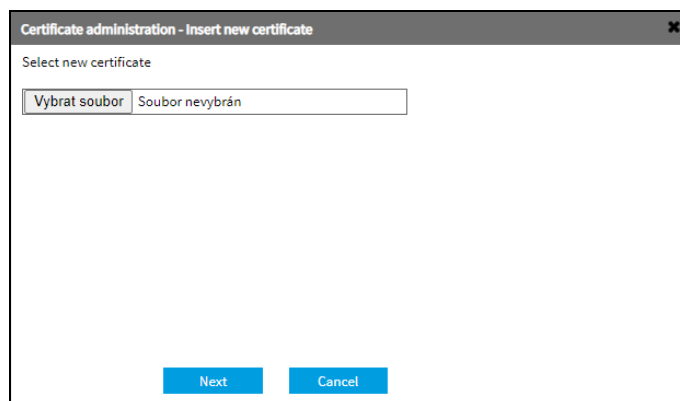 Certificate administration - Insert new certificate
Select new certificate
Vybrat soubor Soubor nevybrán
Next Cancel